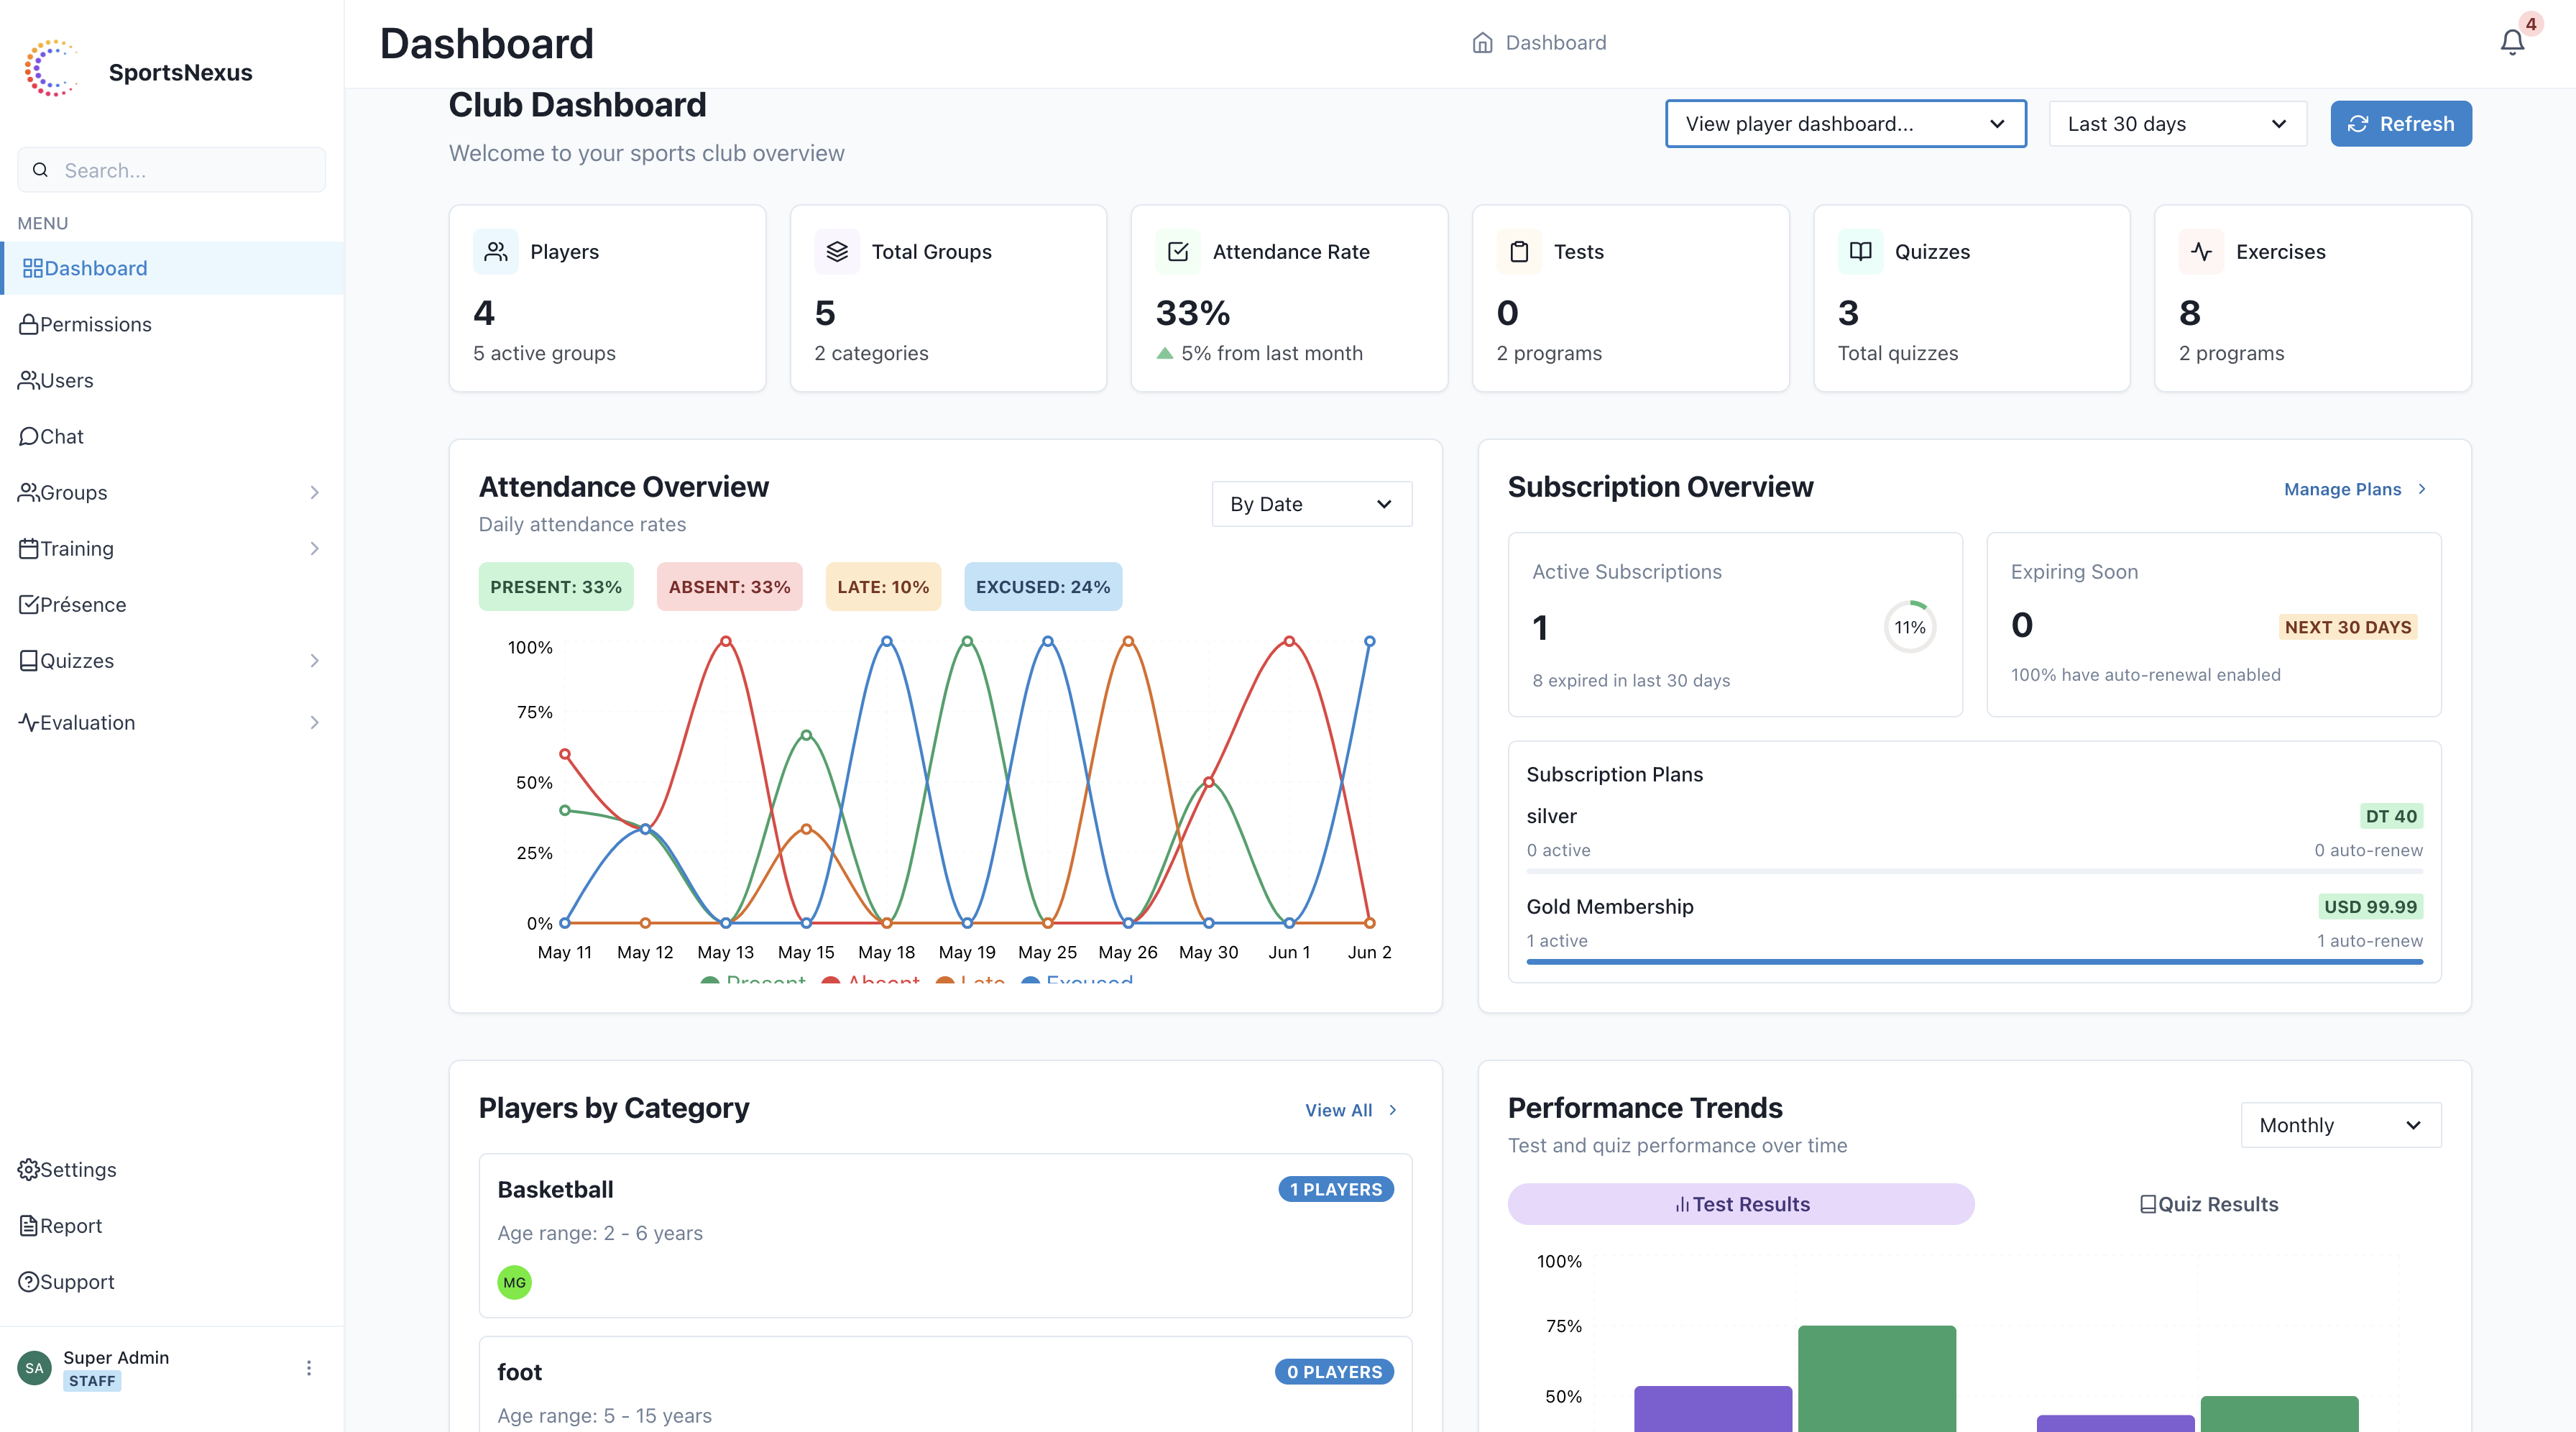 SportsNexus
Search...
MENU
Dashboard
Permissions
Users
Chat
Groups
Training
Présence
Quizzes
Evaluation
Settings
Report
Support
SA
Super Admin
STAFF
Dashboard
Dashboard
4
Club Dashboard
Welcome to your sports club overview
View player dashboard...
Last 30 days
Refresh
Players
4
5 active groups
Total Groups
5
2 categories
Attendance Rate
33%
5% from last month
Tests
0
2 programs
Quizzes
3
Total quizzes
Exercises
8
2 programs
Attendance Overview
Daily attendance rates
By Date
PRESENT: 33% ABSENT: 33% LATE: 10% EXCUSED: 24%
100%
75%
50%
25%
0%
May 11 May 12 May 13 May 15 May 18 May 19 May 25 May 26 May 30 Jun 1 Jun 2
Present Absent Late Excused
Subscription Overview
Manage Plans
Active Subscriptions
1
11%
8 expired in last 30 days
Expiring Soon
0
NEXT 30 DAYS
100% have auto-renewal enabled
Subscription Plans
silver
DT 40
0 active
0 auto-renew
Gold Membership
USD 99.99
1 active
1 auto-renew
Players by Category
View All
Basketball
1 PLAYERS
Age range: 2 - 6 years
MG
foot
0 PLAYERS
Age range: 5 - 15 years
Performance Trends
Test and quiz performance over time
Monthly
Test Results
Quiz Results
100%
75%
50%